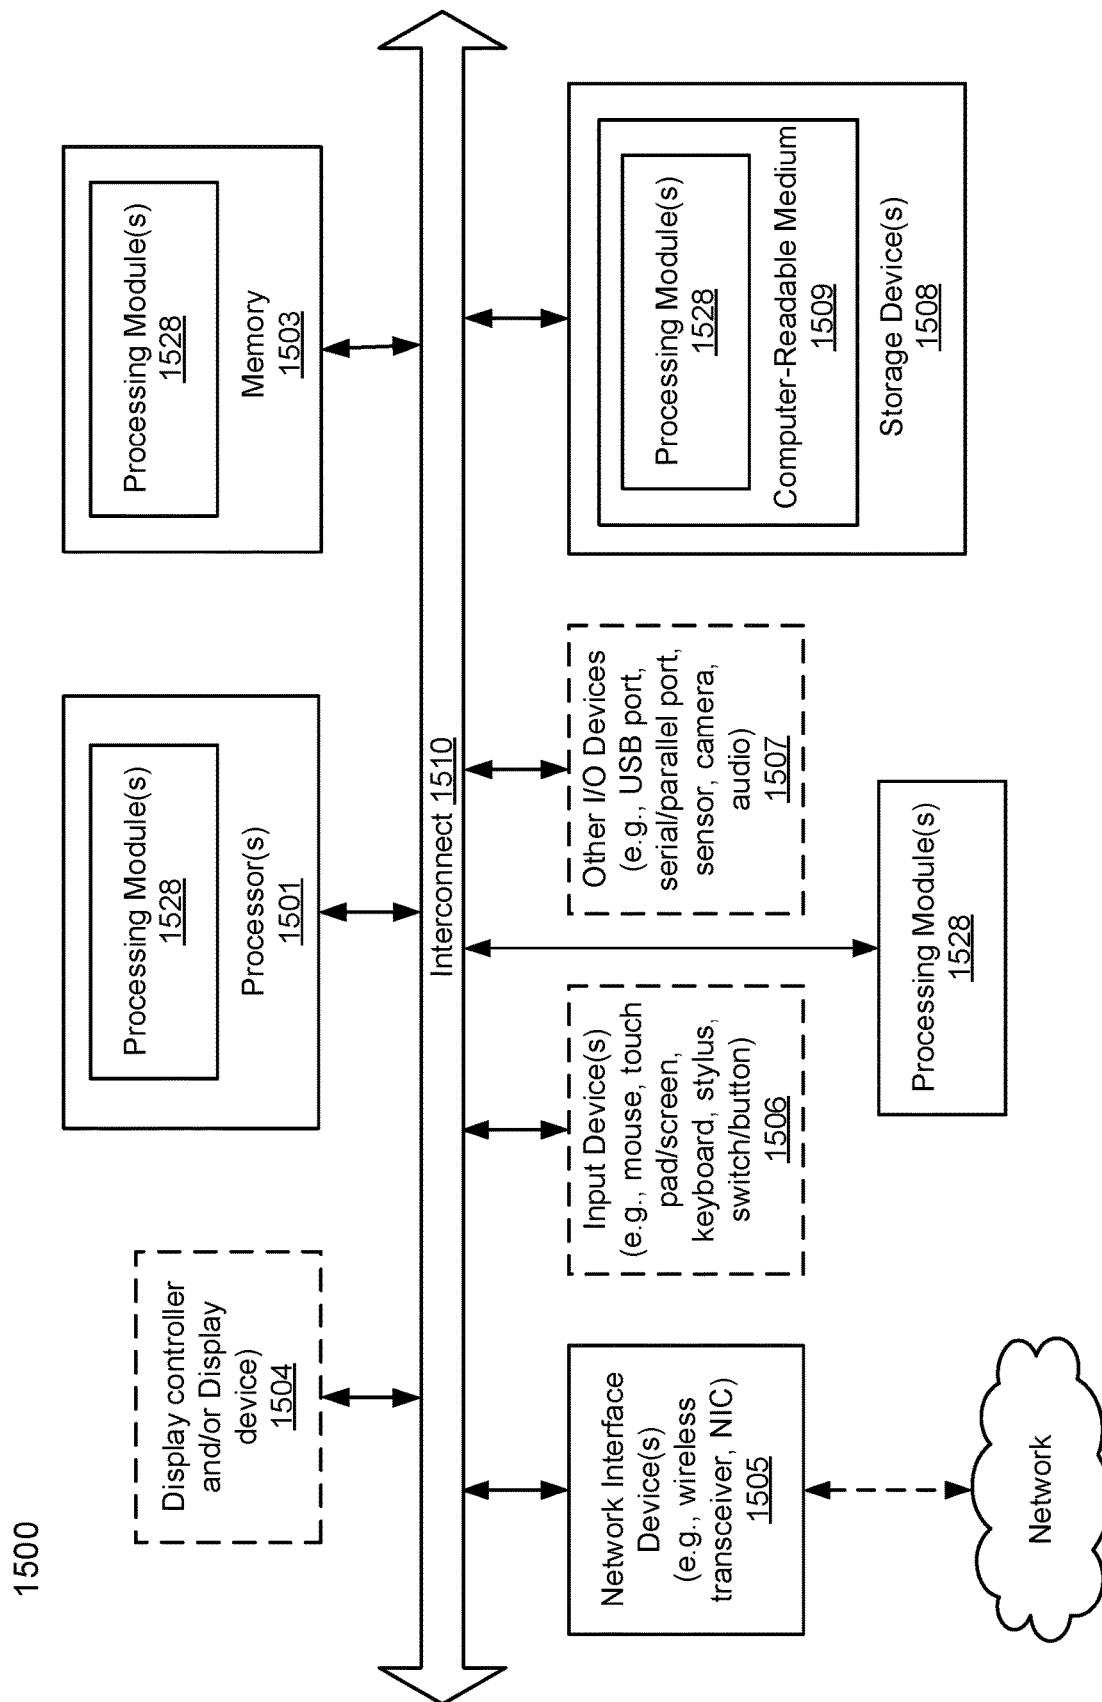 1500
Display controller
and/or Display
device)
1504
Processing Module(s)
1528
Processor(s)
1501
Processing Module(s)
1528
Memory
1503
Interconnect 1510
Network Interface
Device(s)
(e.g., wireless
transceiver, NIC)
1505
Input Device(s)
(e.g., mouse, touch
pad/screen,
keyboard, stylus,
switch/button)
1506
Other I/O Devices
(e.g., USB port,
serial/parallel port,
sensor, camera,
audio)
1507
Processing Module(s)
1528
Computer-Readable Medium
1509
Storage Device(s)
1508
Processing Module(s)
1528
Network